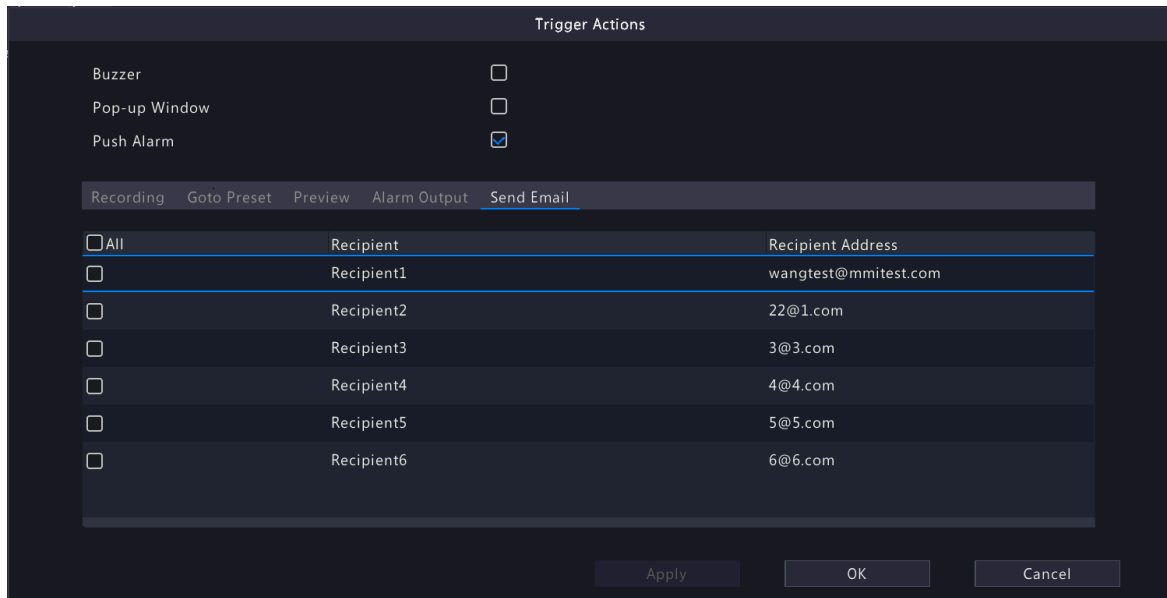 Trigger Actions
Buzzer
Pop-up Window
Push Alarm
Recording Goto Preset Preview Alarm Output Send Email
All Recipient Recipient Address
Recipient1 wangtest@mmitest.com
Recipient2 22@1.com
Recipient3 3@3.com
Recipient4 4@4.com
Recipient5 5@5.com
Recipient6 6@6.com
Apply OK Cancel